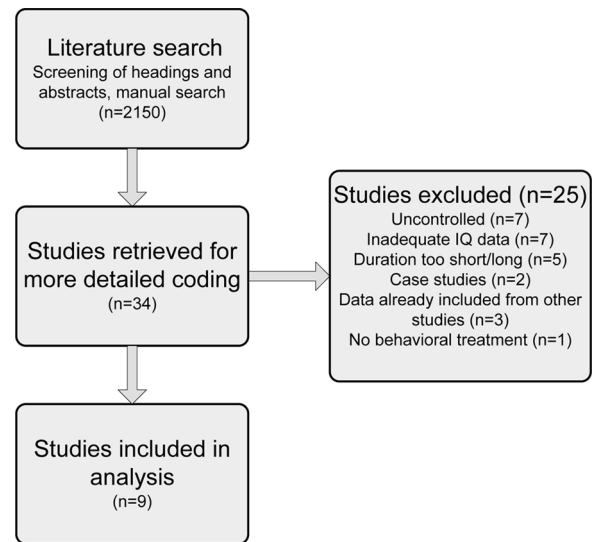 Literature search
Screening of headings and
abstracts, manual search
(n=2150)
Studies retrieved for
more detailed coding
(n=34)
Studies excluded (n=25)
Uncontrolled (n=7)
Inadequate IQ data (n=7)
Duration too short/long (n=5)
Case studies (n=2)
Data already included from other
studies (n=3)
No behavioral treatment (n=1)
Studies included in
analysis
(n=9)